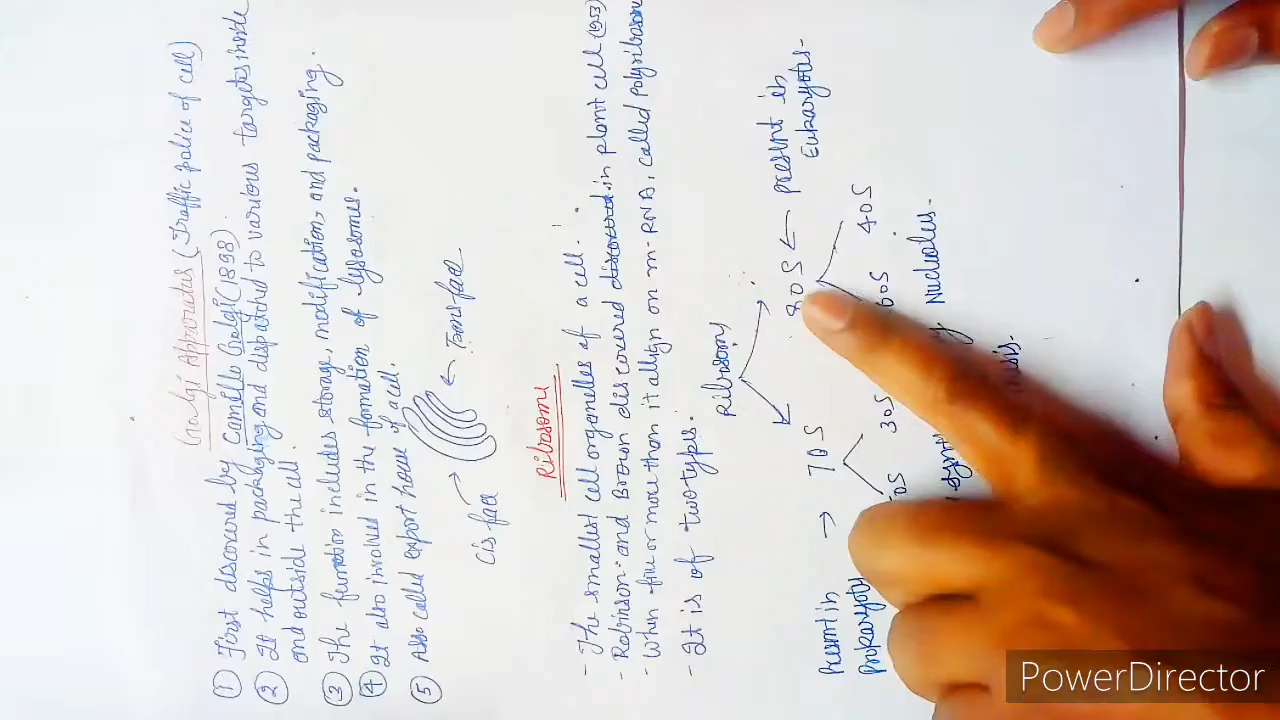 Golgi Apparatus (Traffic police of cell)
① First discovered by Camillo Golgi (1898)
② It helps in packaging and dispatched to various targets inside
and outside the cell.
③ The function includes storage, modification, and packaging.
④ It also involved in the formation of lysosomes.
⑤ Also called export house of a cell.
Cis face
Trans face
Ribosome
- The smallest cell organelles of a cell.
- Robinson and Brown discovered in plant cell (1953)
- When five or more them it allign on m-RNA, called Polyribosome
- It is of two types.
Ribosomes
Present in → 70S
Prokaryots
80S ← present in
Eukaryotes.
30S
60S
40S
Nucleolus.